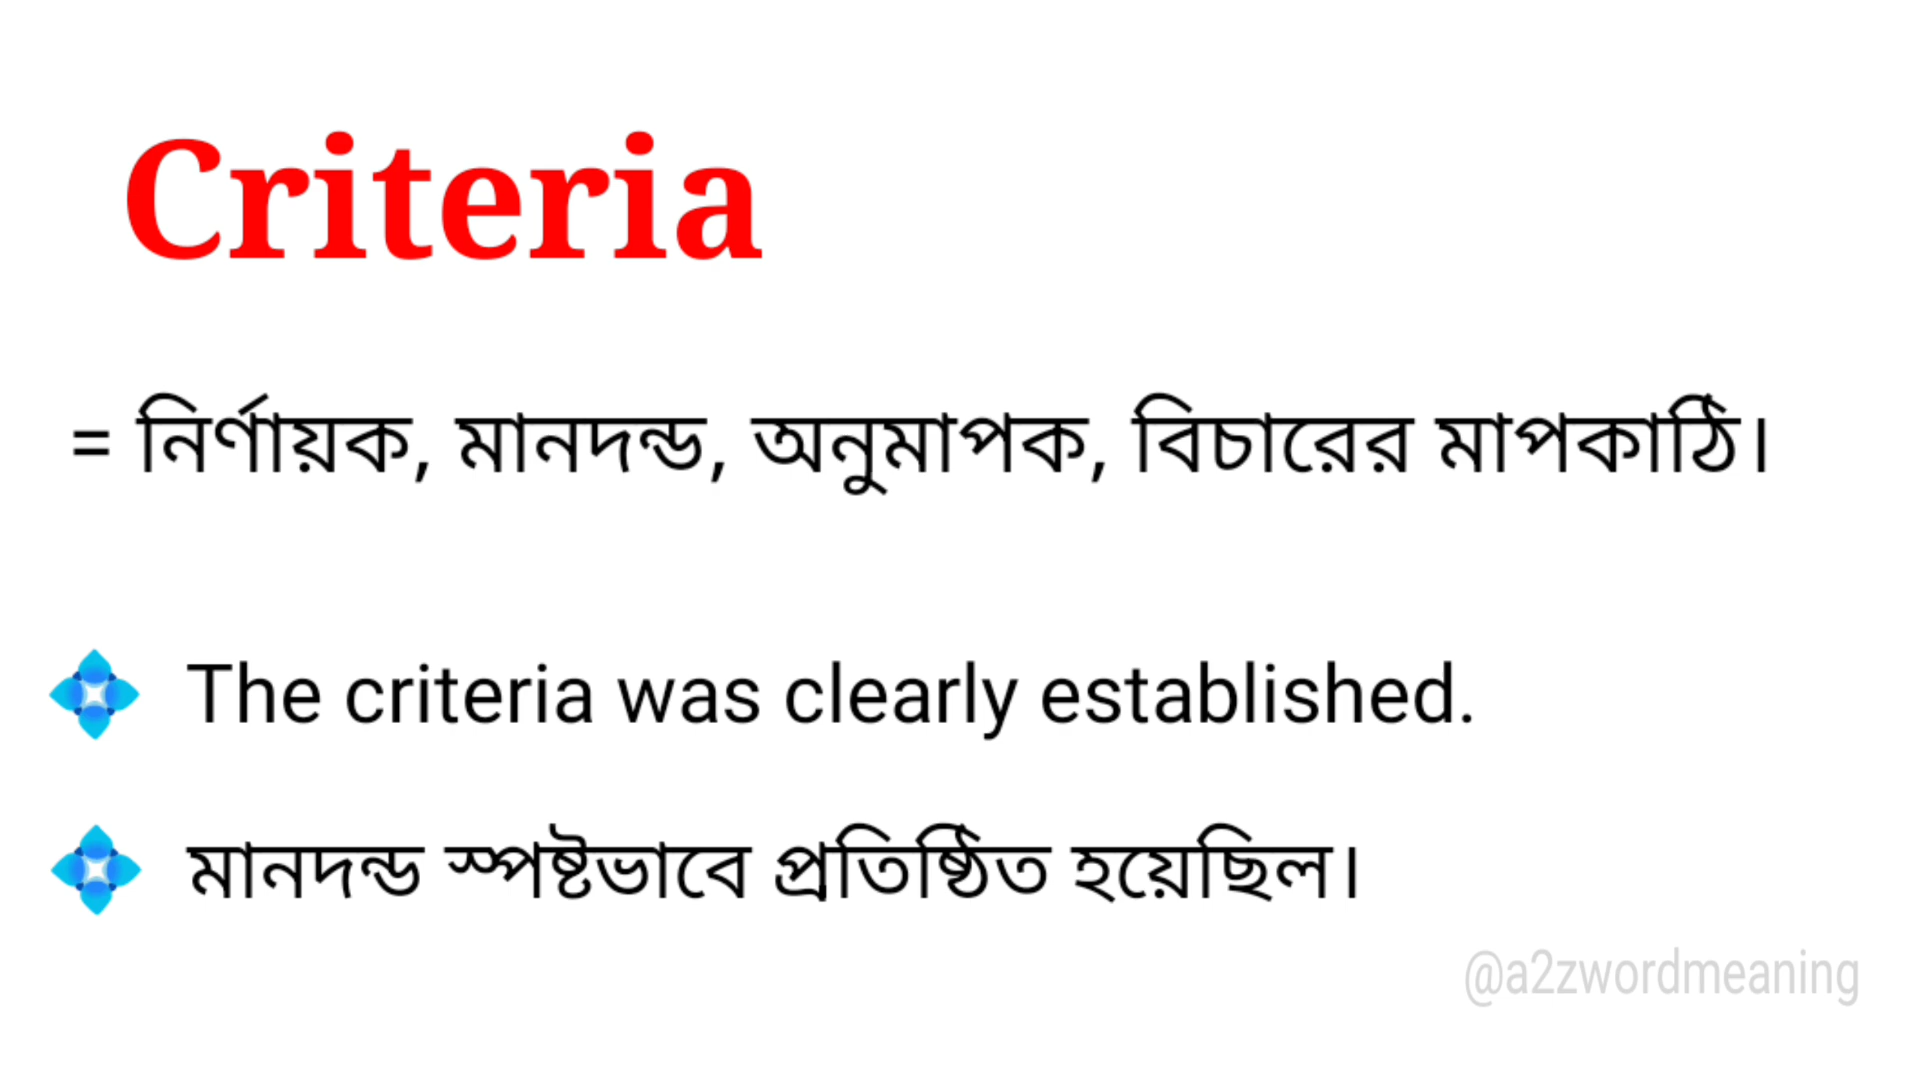 Criteria
= নির্ণায়ক, মানদন্ড, অনুমাপক, বিচারের মাপকাঠি।
The criteria was clearly established.
মানদন্ড স্পষ্টভাবে প্রতিষ্ঠিত হয়েছিল।
@a2zwordmeaning